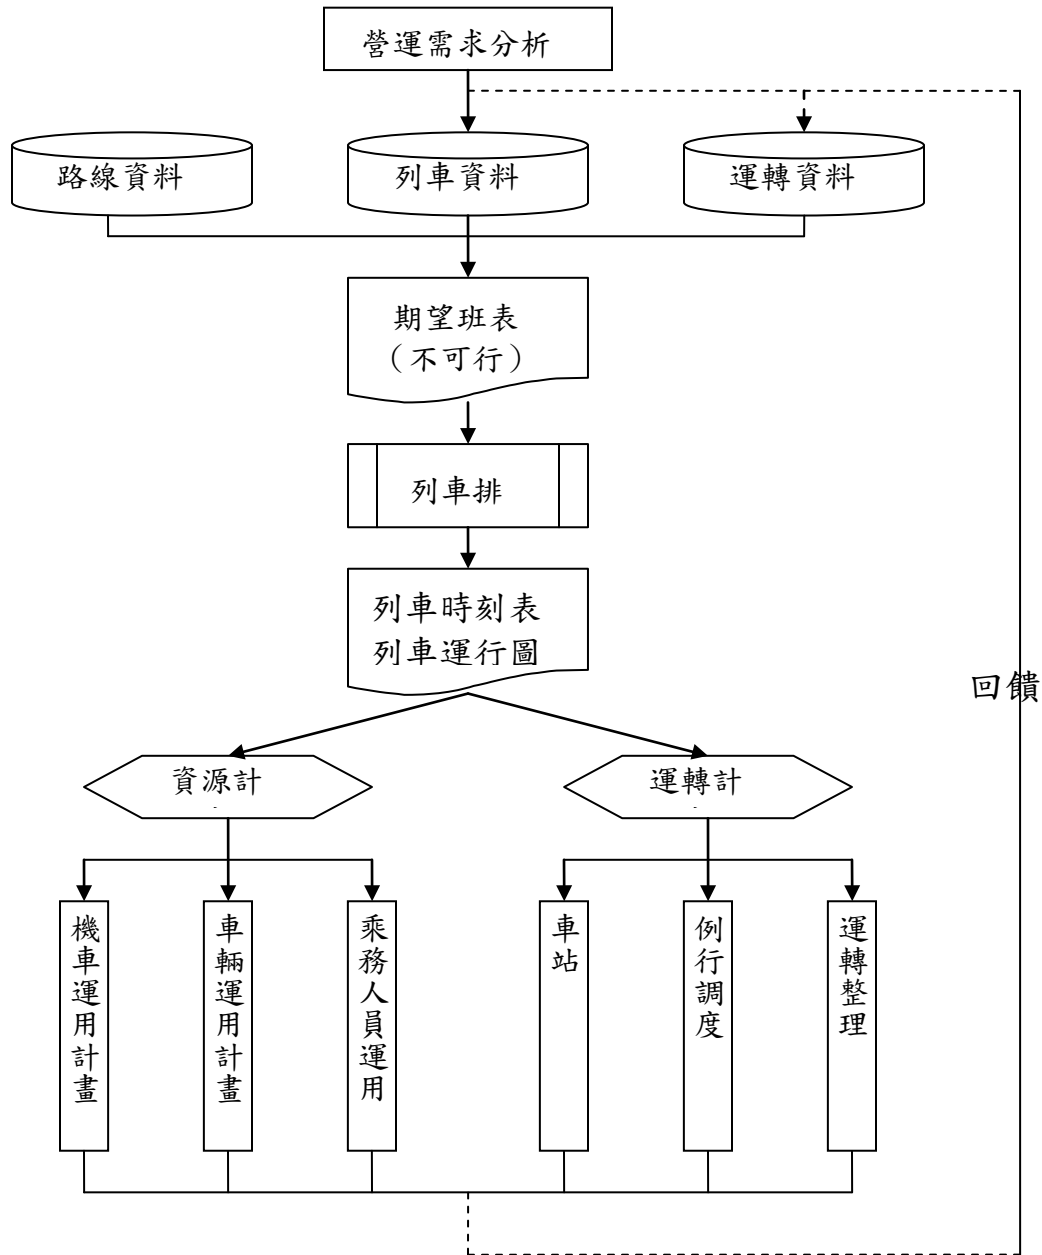 營運需求分析
路線資料
列車資料
運轉資料
期望班表
（不可行）
列車排
列車時刻表
列車運行圖
回饋
資源計
運轉計
機車運用計畫
車輛運用計畫
乘務人員運用
車站
例行調度
運轉整理